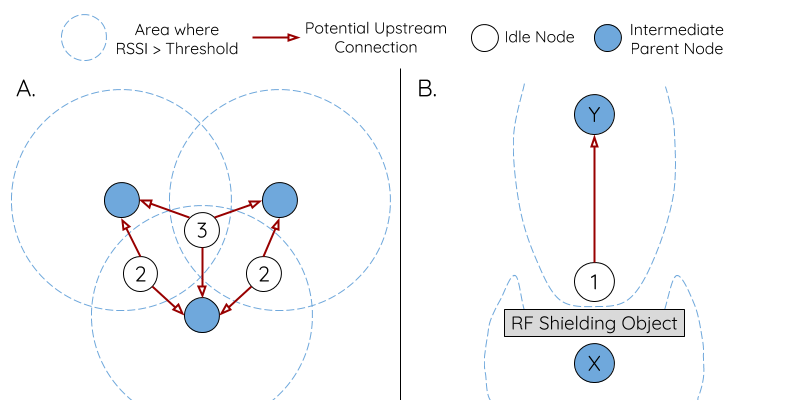 Area where
RSSI > Threshold
Potential Upstream
Connection
Idle Node
Intermediate
Parent Node
A.
3
2
2
B.
Y
1
RF Shielding Object
X